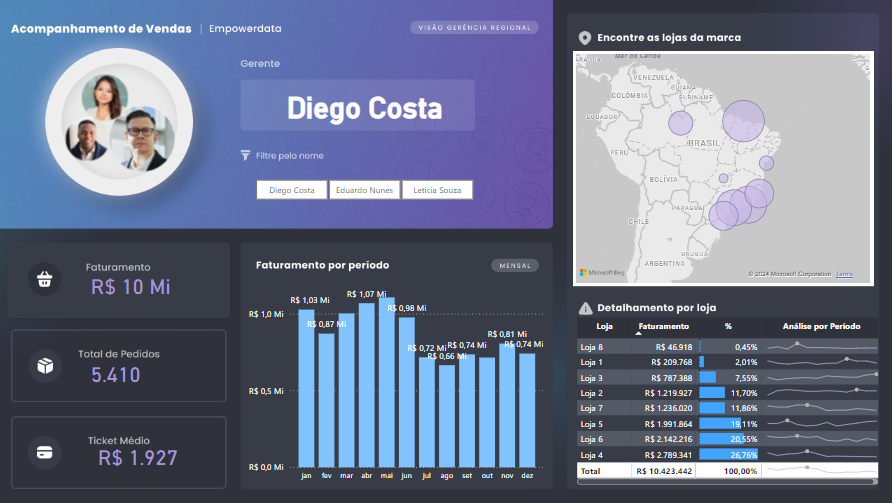 Acompanhamento de Vendas | Empowerdata
VISÃO GERÊNCIA REGIONAL
Gerente
Diego Costa
Filtre pelo nome
Diego Costa
Eduardo Nunes
Leticia Souza
Faturamento
R$ 10 Mi
Total de Pedidos
5.410
Ticket Médio
R$ 1.927
Faturamento por período
MENSAL
R$ 1,03 Mi
R$ 0,87 Mi
R$ 1,07 Mi
R$ 0,98 Mi
R$ 0,72 Mi
R$ 0,66 Mi
R$ 0,74 Mi
R$ 0,81 Mi
R$ 0,74 Mi
R$ 1,0 Mi
R$ 0,5 Mi
R$ 0,0 Mi
jan fev mar abr mai jun jul ago set out nov dez
Encontre as lojas da marca
Mar do Caribe
VENEZUELA
GUIANA
SURINAME
COLÔMBIA
EQUADOR
BRASIL
PERU
BOLÍVIA
PARAGUAI
CHILE
URUGUAI
ARGENTINA
Microsoft Bing
© 2024 Microsoft Corporation Terms
Detalhamento por loja
Loja Faturamento % Análise por Período
Loja 8 R$ 46.918 0,45%
Loja 1 R$ 209.768 2,01%
Loja 3 R$ 787.388 7,55%
Loja 2 R$ 1.219.927 11,70%
Loja 7 R$ 1.236.020 11,86%
Loja 5 R$ 1.991.864 19,11%
Loja 6 R$ 2.142.216 20,55%
Loja 4 R$ 2.789.341 26,76%
Total R$ 10.423.442 100,00%